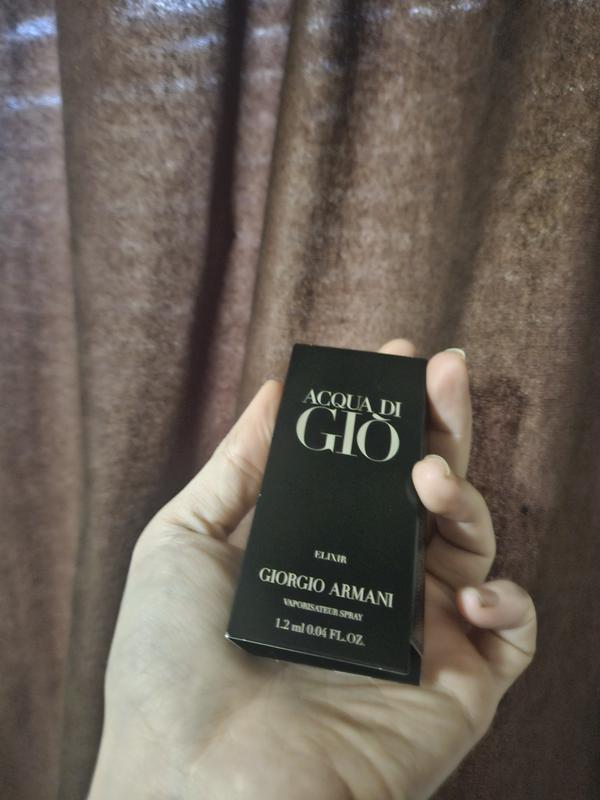 ACQUA DI
GIÒ
ELIXIR
GIORGIO ARMANI
VAPORISATEUR SPRAY
1.2 ml 0.04 FL.OZ.